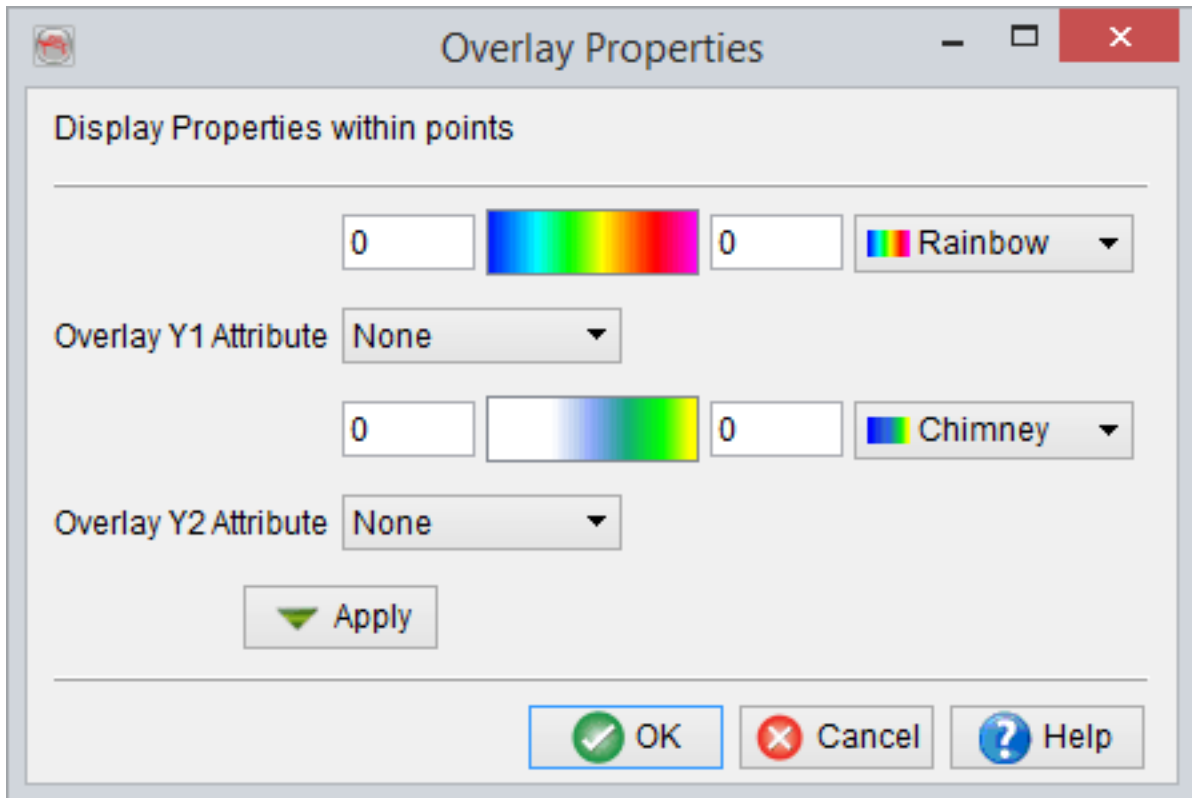 Overlay Properties
Display Properties within points
0 0 Rainbow
Overlay Y1 Attribute None
0 0 Chimney
Overlay Y2 Attribute None
Apply
OK Cancel Help